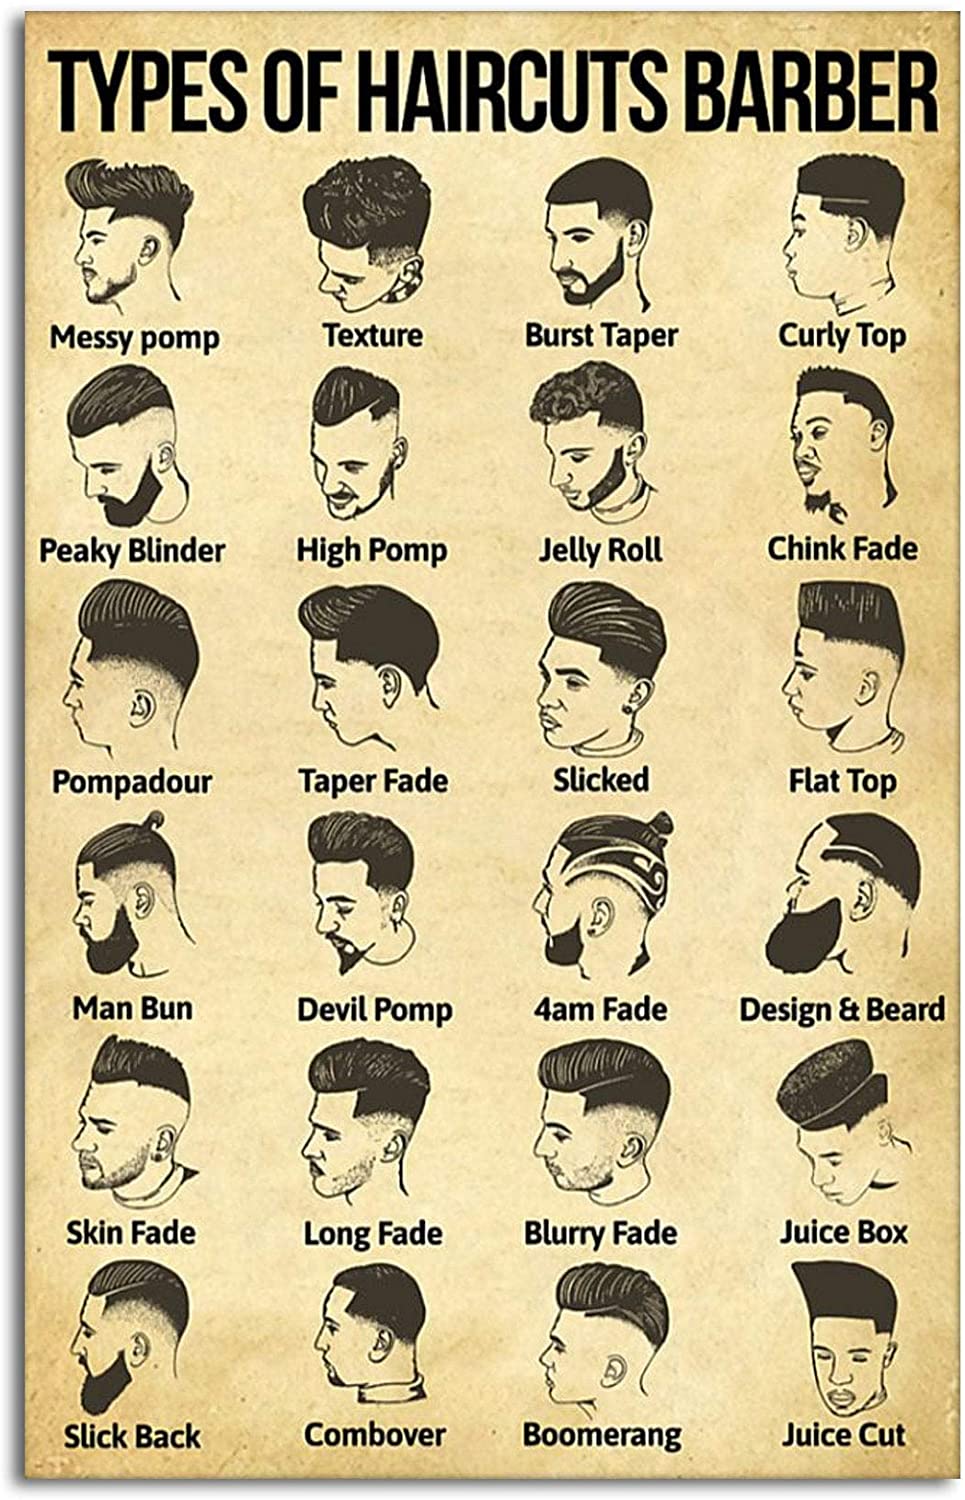 TYPES OF HAIRCUTS BARBER
Messy pomp Texture Burst Taper Curly Top
Peaky Blinder High Pomp Jelly Roll Chink Fade
Pompadour Taper Fade Slicked Flat Top
Man Bun Devil Pomp 4am Fade Design & Beard
Skin Fade Long Fade Blurry Fade Juice Box
Slick Back Combover Boomerang Juice Cut